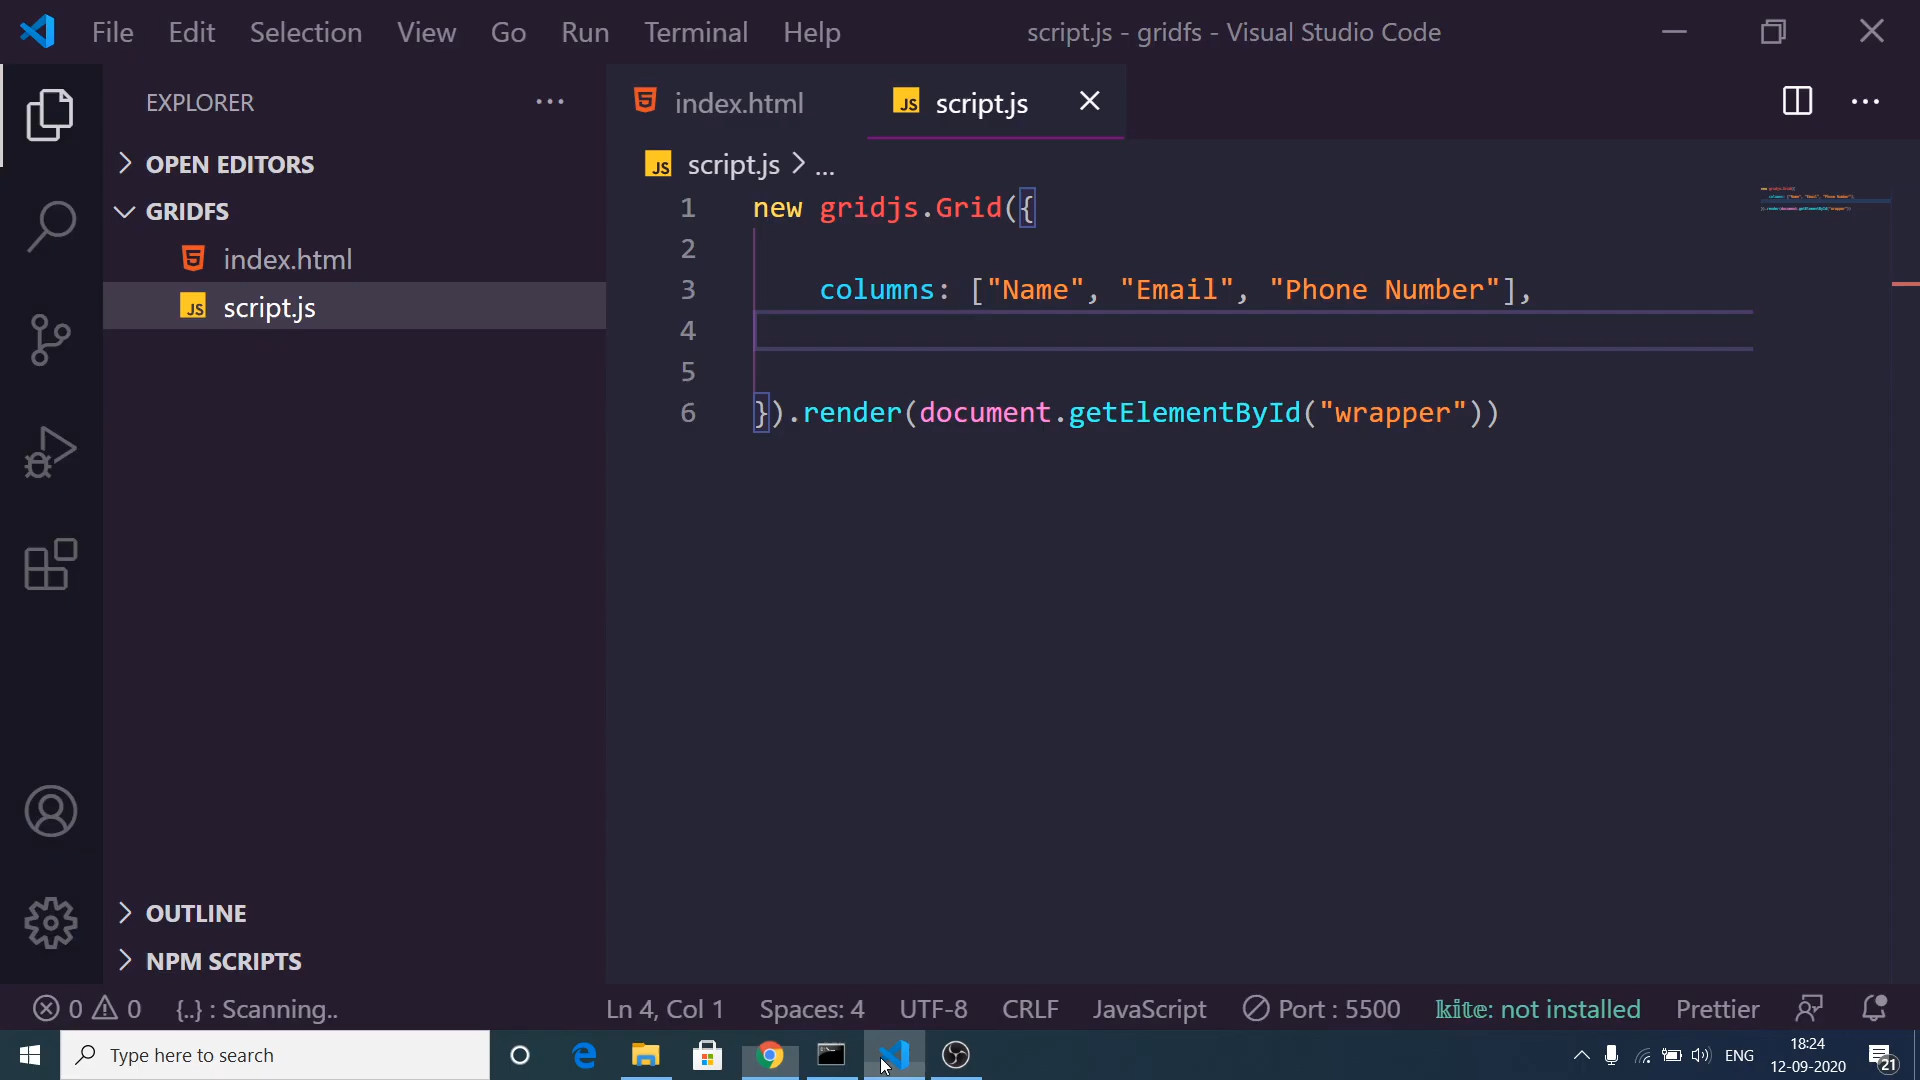 File Edit Selection View Go Run Terminal Help script.js - gridfs - Visual Studio Code
EXPLORER
OPEN EDITORS
GRIDFS
index.html
script.js
OUTLINE
NPM SCRIPTS
index.html
JS script.js
JS script.js > ...
1 new gridjs.Grid({
2
3 columns: ["Name", "Email", "Phone Number"],
4
5
6 }).render(document.getElementById("wrapper"))
0 0 {..} : Scanning.. Ln 4, Col 1 Spaces: 4 UTF-8 CRLF JavaScript Port : 5500 kite: not installed Prettier
Type here to search
ENG
18:24
12-09-2020
21